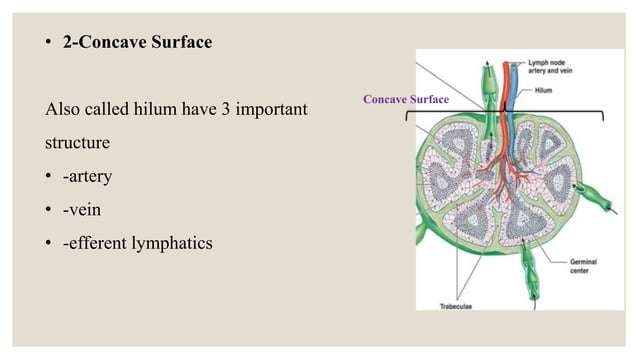 • 2-Concave Surface
Also called hilum have 3 important
structure
• -artery
• -vein
• -efferent lymphatics
Concave Surface
Lymph node
artery and vein
Hilum
Germinal
center
Trabeculae